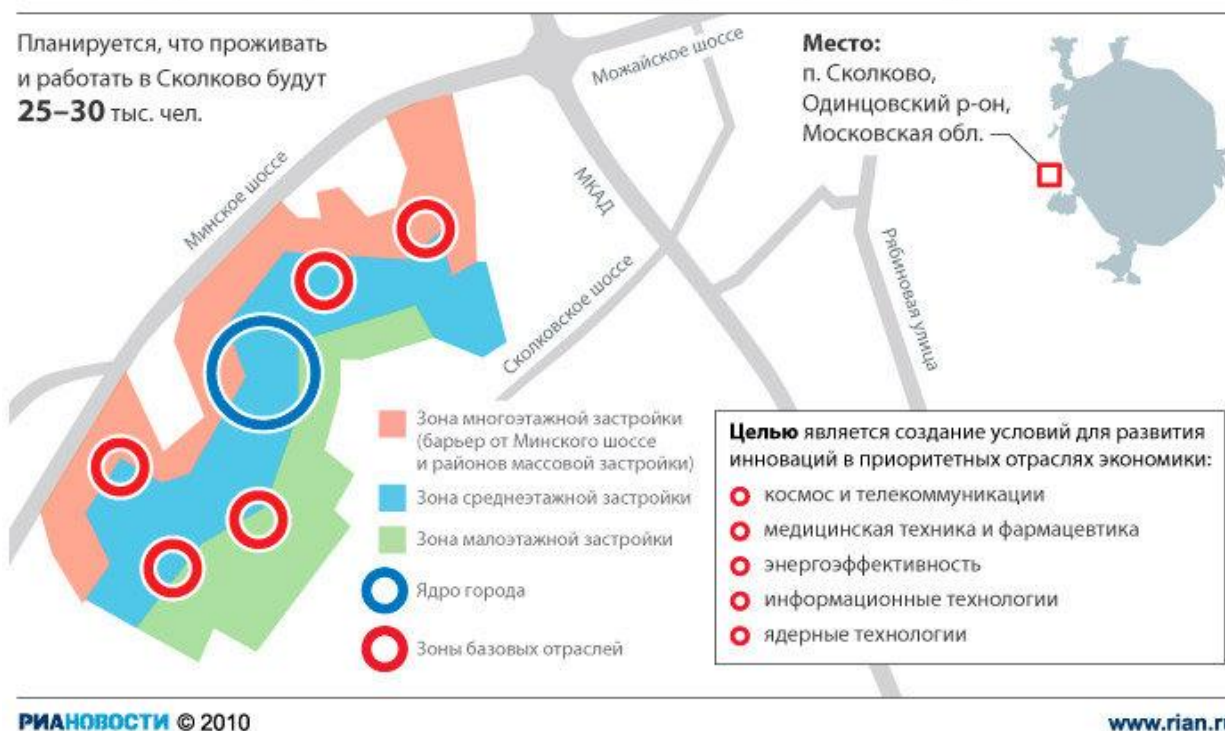 Планируется, что проживать
и работать в Сколково будут
25–30 тыс. чел.
Минское шоссе
Можайское шоссе
МКАД
Сколковское шоссе
Рябиновая улица
Место:
п. Сколково,
Одинцовский р-он,
Московская обл.
Зона многоэтажной застройки
(барьер от Минского шоссе
и районов массовой застройки)
Зона среднеэтажной застройки
Зона малоэтажной застройки
Ядро города
Зоны базовых отраслей
Целью является создание условий для развития
инноваций в приоритетных отраслях экономики:
космос и телекоммуникации
медицинская техника и фармацевтика
энергоэффективность
информационные технологии
ядерные технологии
РИАНОВОСТИ © 2010
www.rian.ru